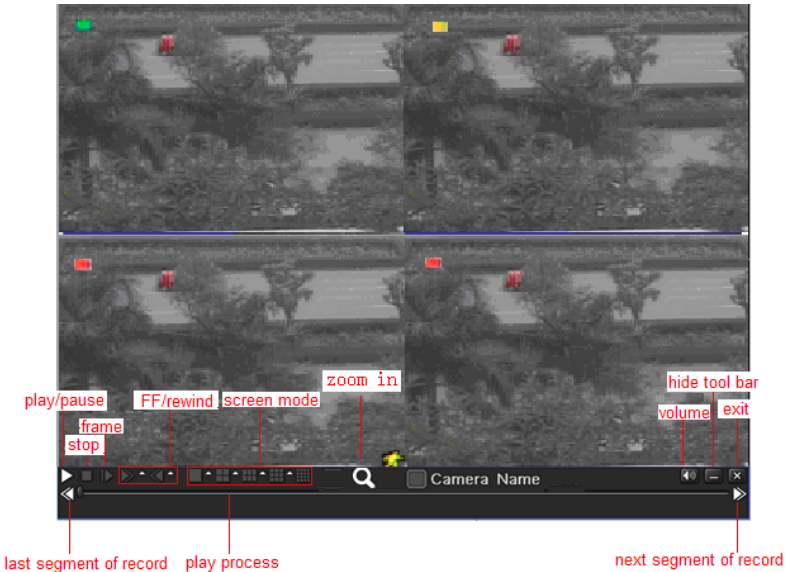 zoom in
hide tool bar
play/pause
FF/rewind
screen mode
volume
exit
frame
stop
Camera Name
last segment of record
play process
next segment of record